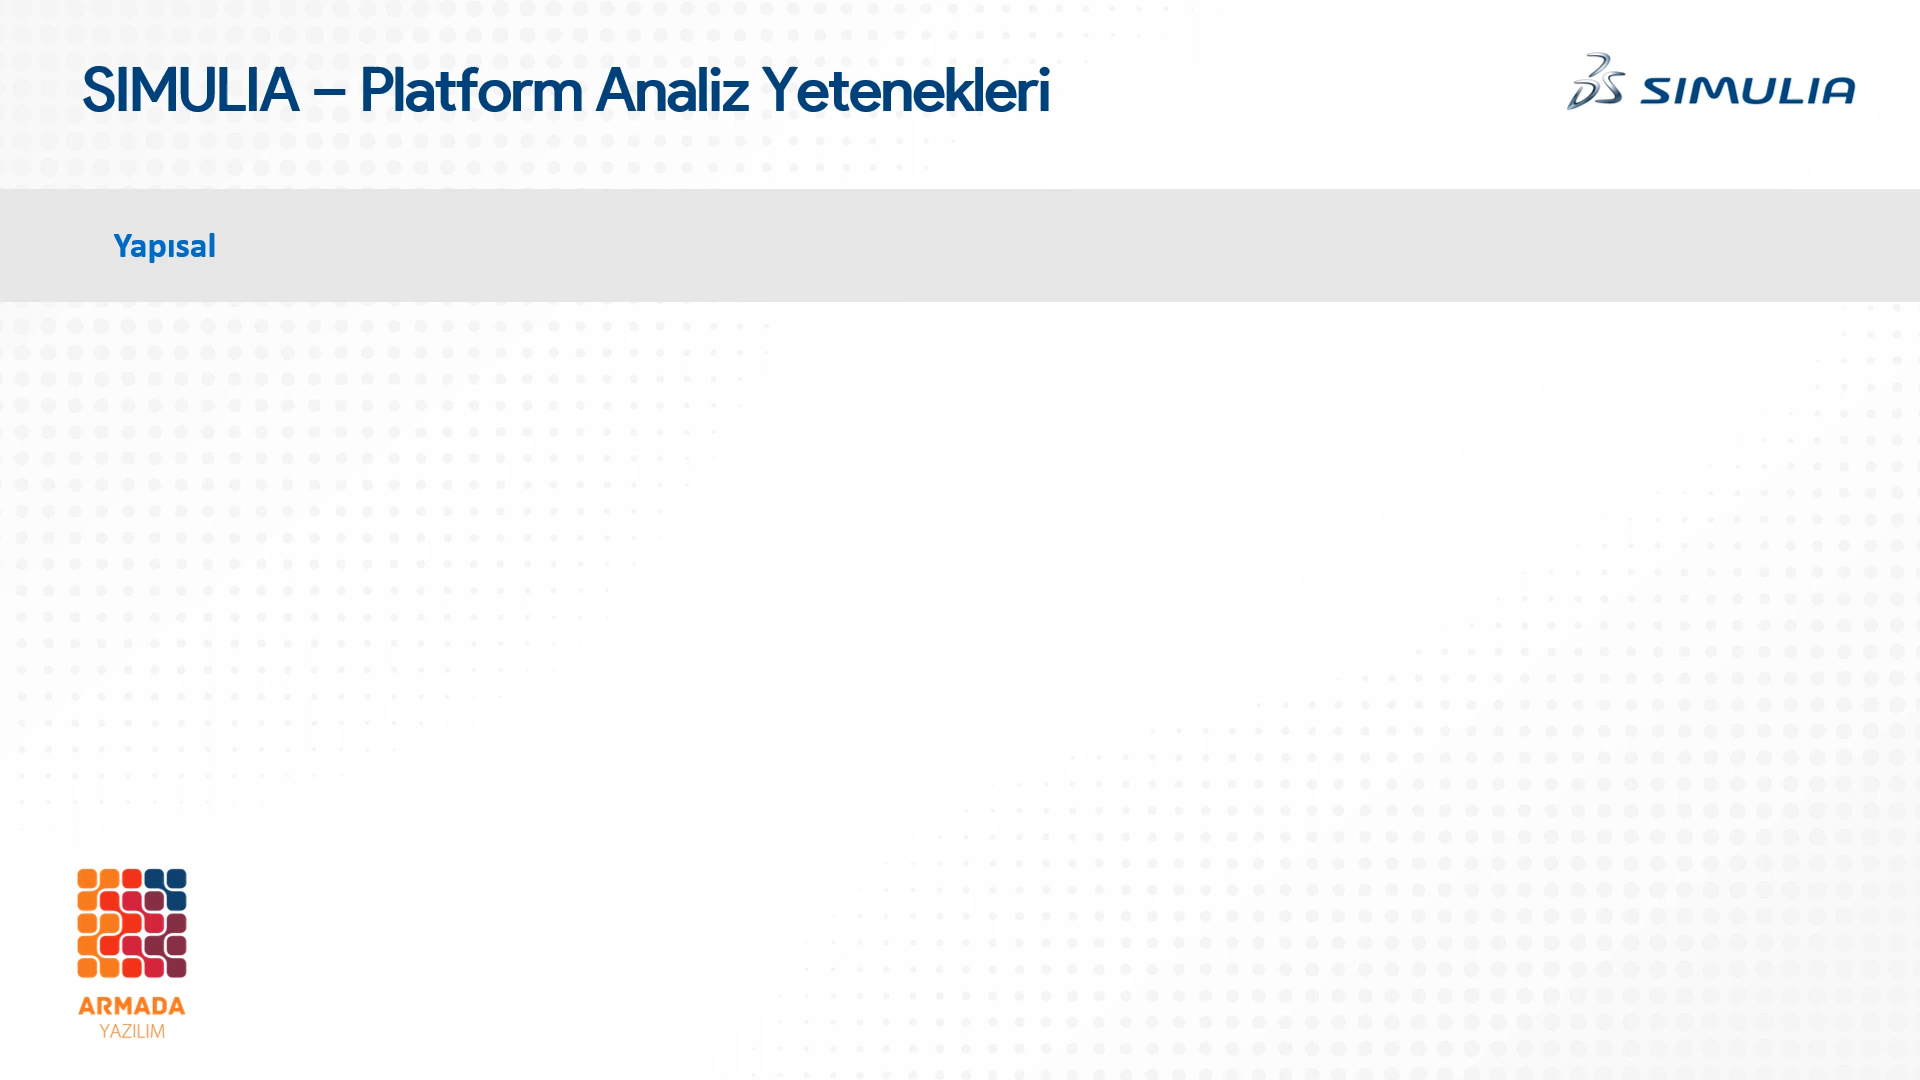 SIMULIA – Platform Analiz Yetenekleri
SIMULIA
Yapısal
ARMADA
YAZILIM